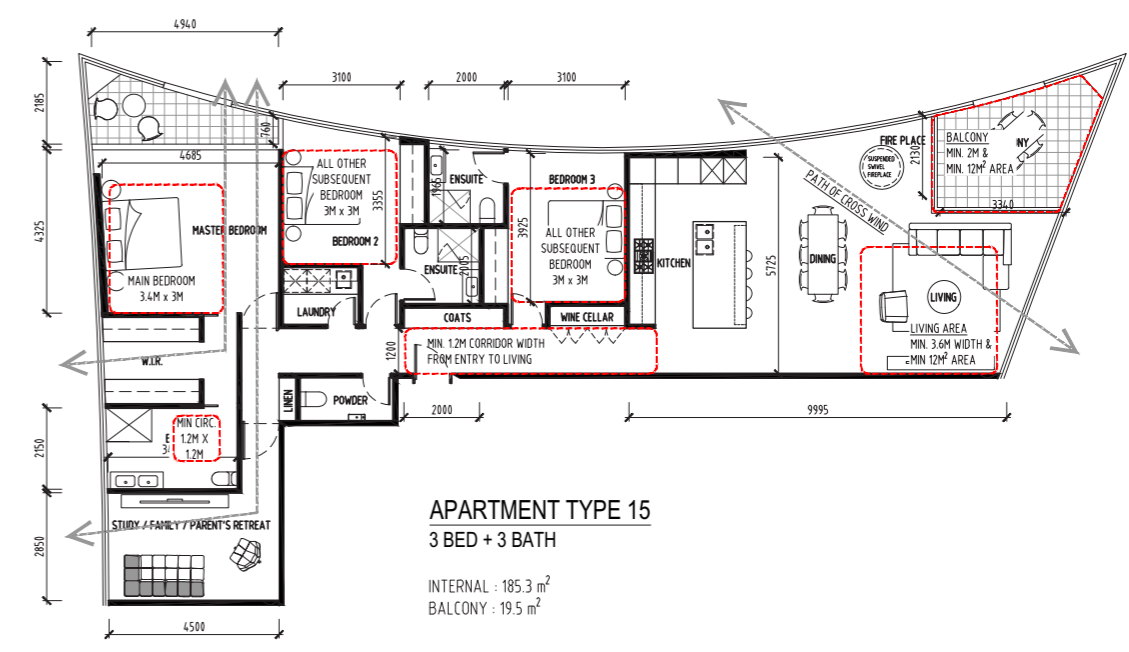 4940
3100
2000
3100
2185
760
4685
4325
MASTER BEDROOM
MAIN BEDROOM
3.4M x 3M
ALL OTHER
SUBSEQUENT
BEDROOM
3M x 3M
3355
BEDROOM 2
1965
ENSUITE
ENSUITE
2005
BEDROOM 3
3925
ALL OTHER
SUBSEQUENT
BEDROOM
3M x 3M
KITCHEN
5725
DINING
PATH OF CROSS WIND
FIRE PLACE
SUSPENDED
SWIVEL
FIREPLACE
2130
BALCONY
MIN. 2M &
MIN. 12M² AREA
NY
3340
LIVING
LIVING AREA
MIN. 3.6M WIDTH &
MIN 12M² AREA
LAUNDRY
COATS
WINE CELLAR
1200
MIN. 1.2M CORRIDOR WIDTH
FROM ENTRY TO LIVING
W.I.R.
LINEN
POWDER
2000
9995
MIN CIRC.
1.2M X
1.2M
2150
STUDY / FAMILY / PARENT'S RETREAT
2850
4500
APARTMENT TYPE 15
3 BED + 3 BATH
INTERNAL : 185.3 m²
BALCONY : 19.5 m²